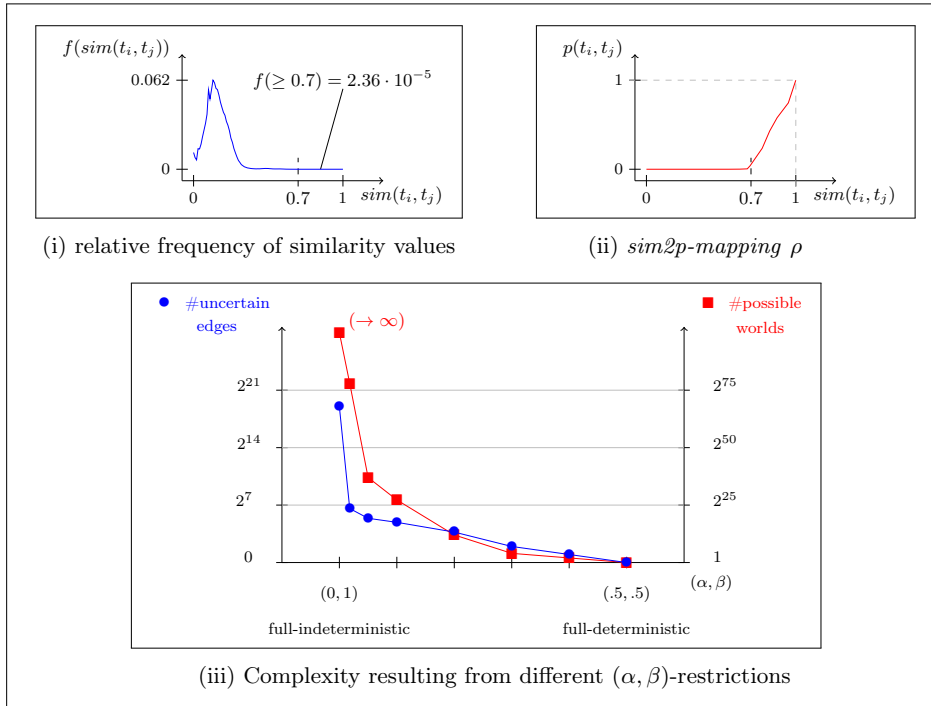 f(sim(t_i, t_j))
0.062
f(≥ 0.7) = 2.36 · 10^{-5}
0
0 0.7 1 sim(t_i, t_j)
(i) relative frequency of similarity values
p(t_i, t_j)
1
0
0 0.7 1 sim(t_i, t_j)
(ii) sim2p-mapping ρ
#uncertain
edges
(→ ∞)
#possible
worlds
2^{21} 2^{75}
2^{14} 2^{50}
2^7 2^{25}
0 1
(α, β)
(0, 1) (.5, .5)
full-indeterministic full-deterministic
(iii) Complexity resulting from different (α, β)-restrictions